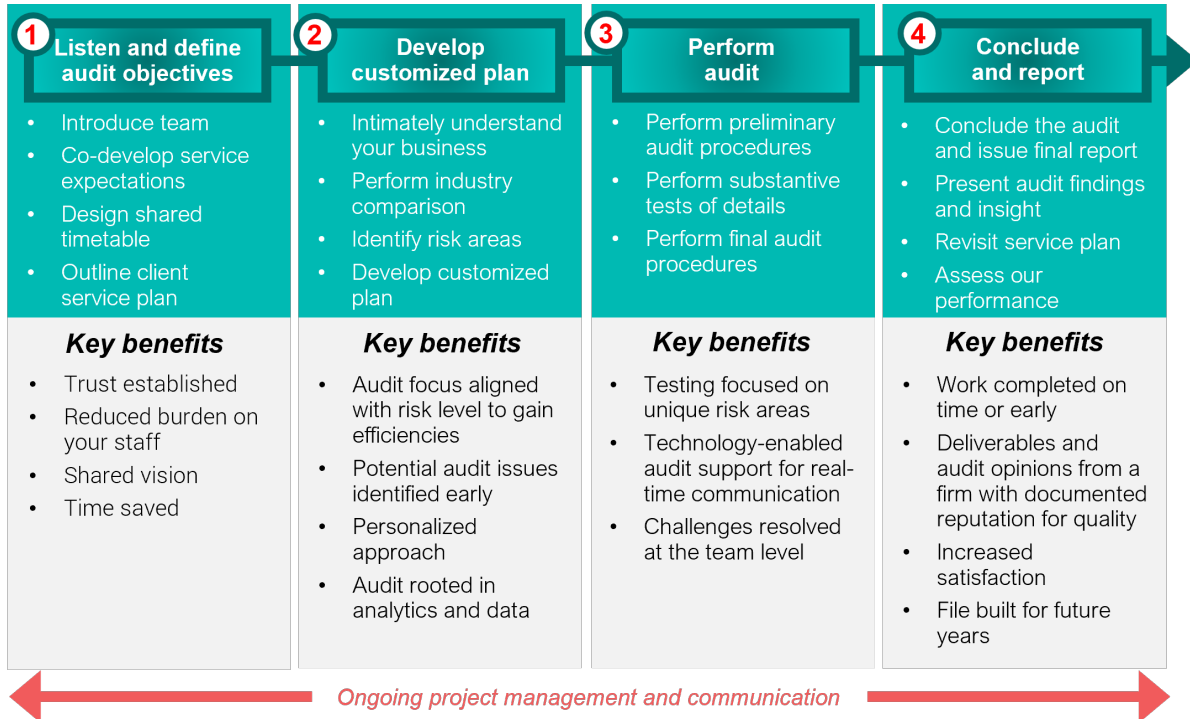 1
Listen and define
audit objectives
• Introduce team
• Co-develop service
expectations
• Design shared
timetable
• Outline client
service plan
Key benefits
• Trust established
• Reduced burden on
your staff
• Shared vision
• Time saved
2
Develop
customized plan
• Intimately understand
your business
• Perform industry
comparison
• Identify risk areas
• Develop customized
plan
Key benefits
• Audit focus aligned
with risk level to gain
efficiencies
• Potential audit issues
identified early
• Personalized
approach
• Audit rooted in
analytics and data
3
Perform
audit
• Perform preliminary
audit procedures
• Perform substantive
tests of details
• Perform final audit
procedures
Key benefits
• Testing focused on
unique risk areas
• Technology-enabled
audit support for real-
time communication
• Challenges resolved
at the team level
4
Conclude
and report
• Conclude the audit
and issue final report
• Present audit findings
and insight
• Revisit service plan
• Assess our
performance
Key benefits
• Work completed on
time or early
• Deliverables and
audit opinions from a
firm with documented
reputation for quality
• Increased
satisfaction
• File built for future
years
Ongoing project management and communication